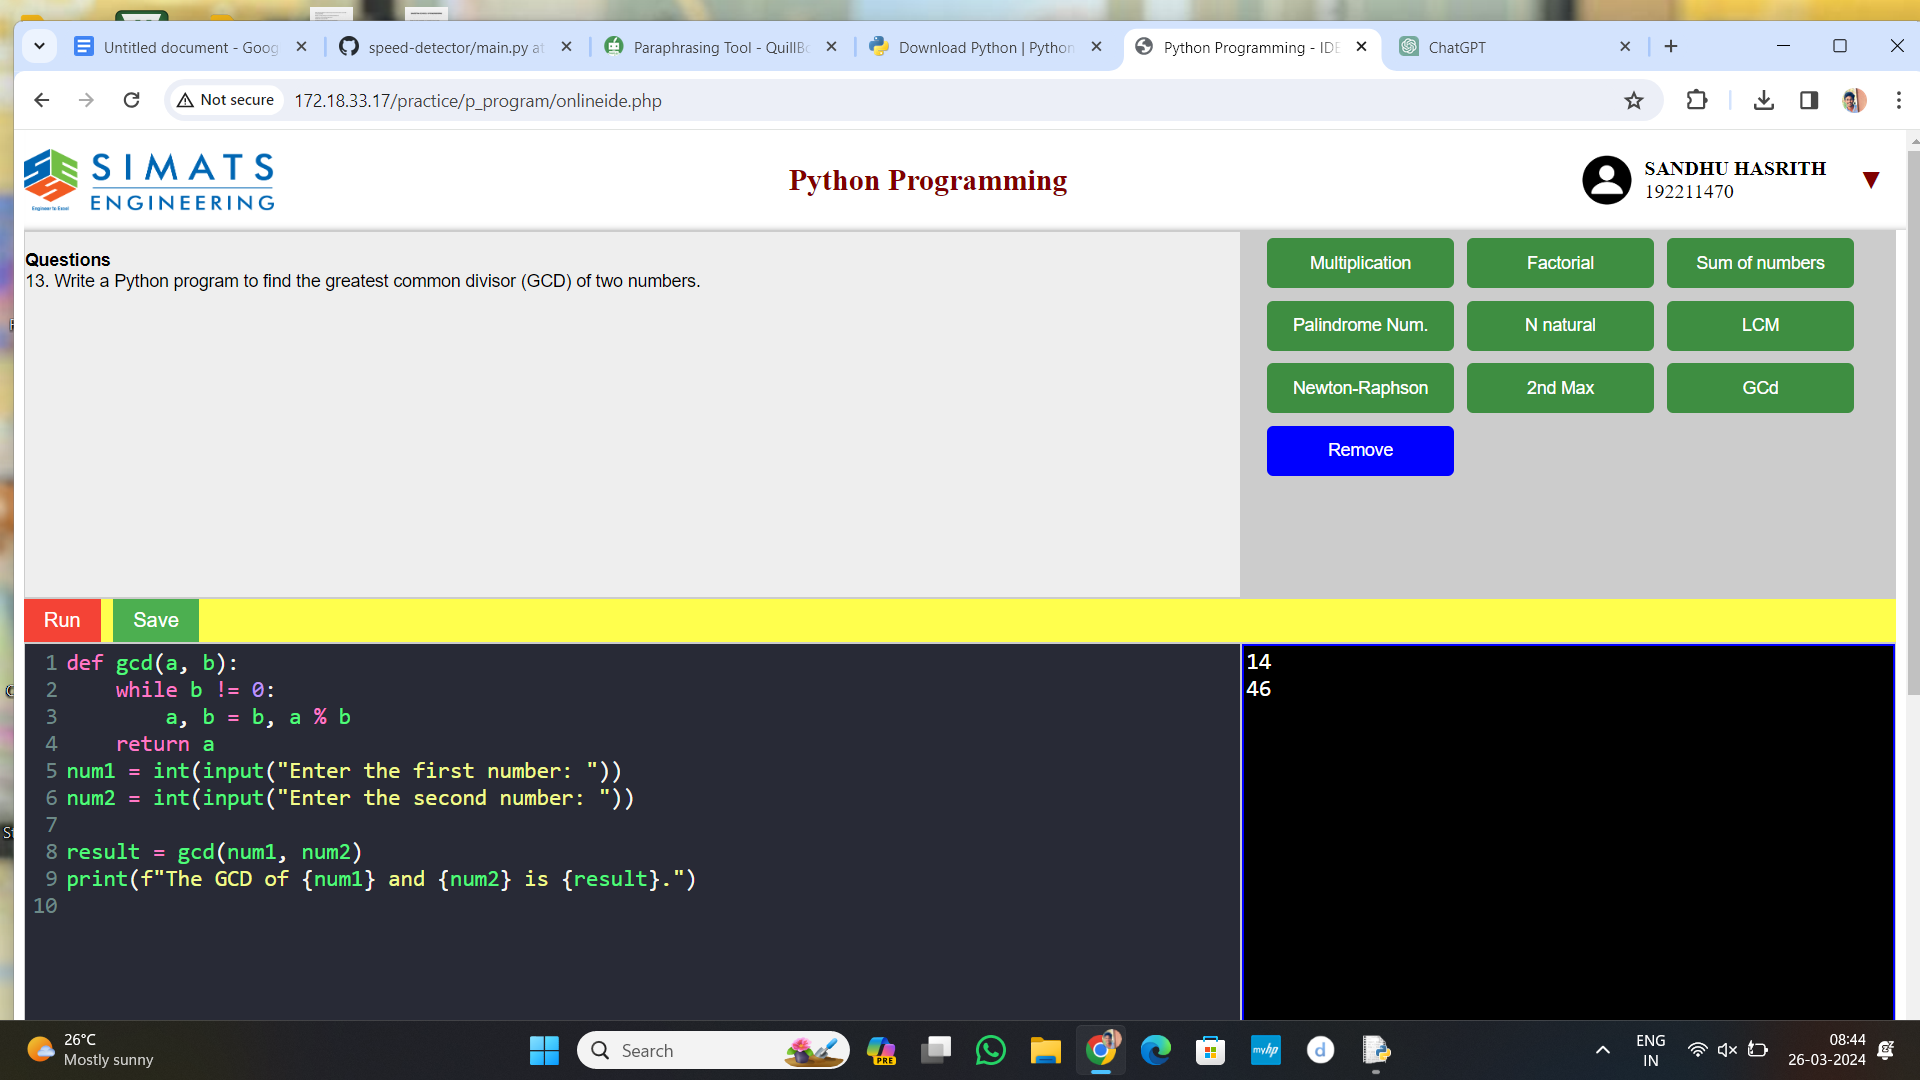 Untitled document - Goog
speed-detector/main.py at
Paraphrasing Tool - QuillBo
Download Python | Python
Python Programming - IDE
ChatGPT
Not secure
172.18.33.17/practice/p_program/onlineide.php
SIMATS
ENGINEERING
Engineer to Excel
Python Programming
SANDHU HASRITH
192211470
Questions
13. Write a Python program to find the greatest common divisor (GCD) of two numbers.
Multiplication
Factorial
Sum of numbers
Palindrome Num.
N natural
LCM
Newton-Raphson
2nd Max
GCd
Remove
Run
Save
1 def gcd(a, b):
2     while b != 0:
3         a, b = b, a % b
4     return a
5 num1 = int(input("Enter the first number: "))
6 num2 = int(input("Enter the second number: "))
7
8 result = gcd(num1, num2)
9 print(f"The GCD of {num1} and {num2} is {result}.")
10
14
46
26°C
Mostly sunny
Search
PRE
myhp
d
ENG
IN
08:44
26-03-2024